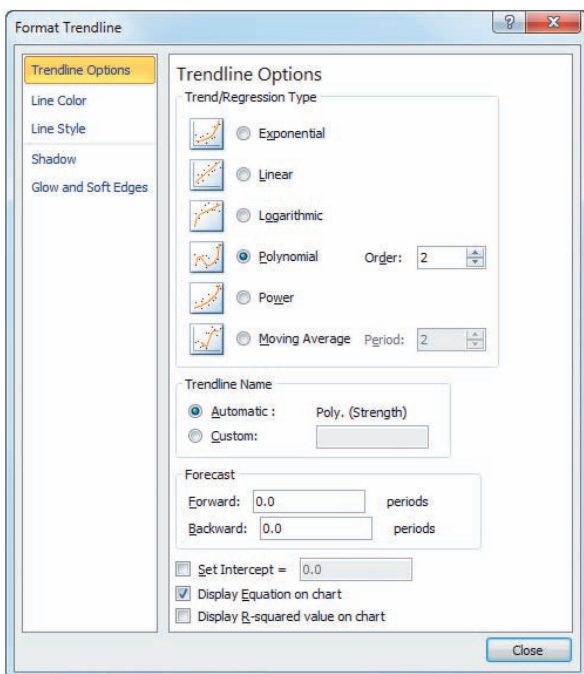 Format Trendline
?
X
Trendline Options
Line Color
Line Style
Shadow
Glow and Soft Edges
Trendline Options
Trend/Regression Type
Exponential
Linear
Logarithmic
Polynomial Order: 2
Power
Moving Average Period: 2
Trendline Name
Automatic : Poly. (Strength)
Custom:
Forecast
Forward: 0.0 periods
Backward: 0.0 periods
Set Intercept = 0.0
Display Equation on chart
Display R-squared value on chart
Close